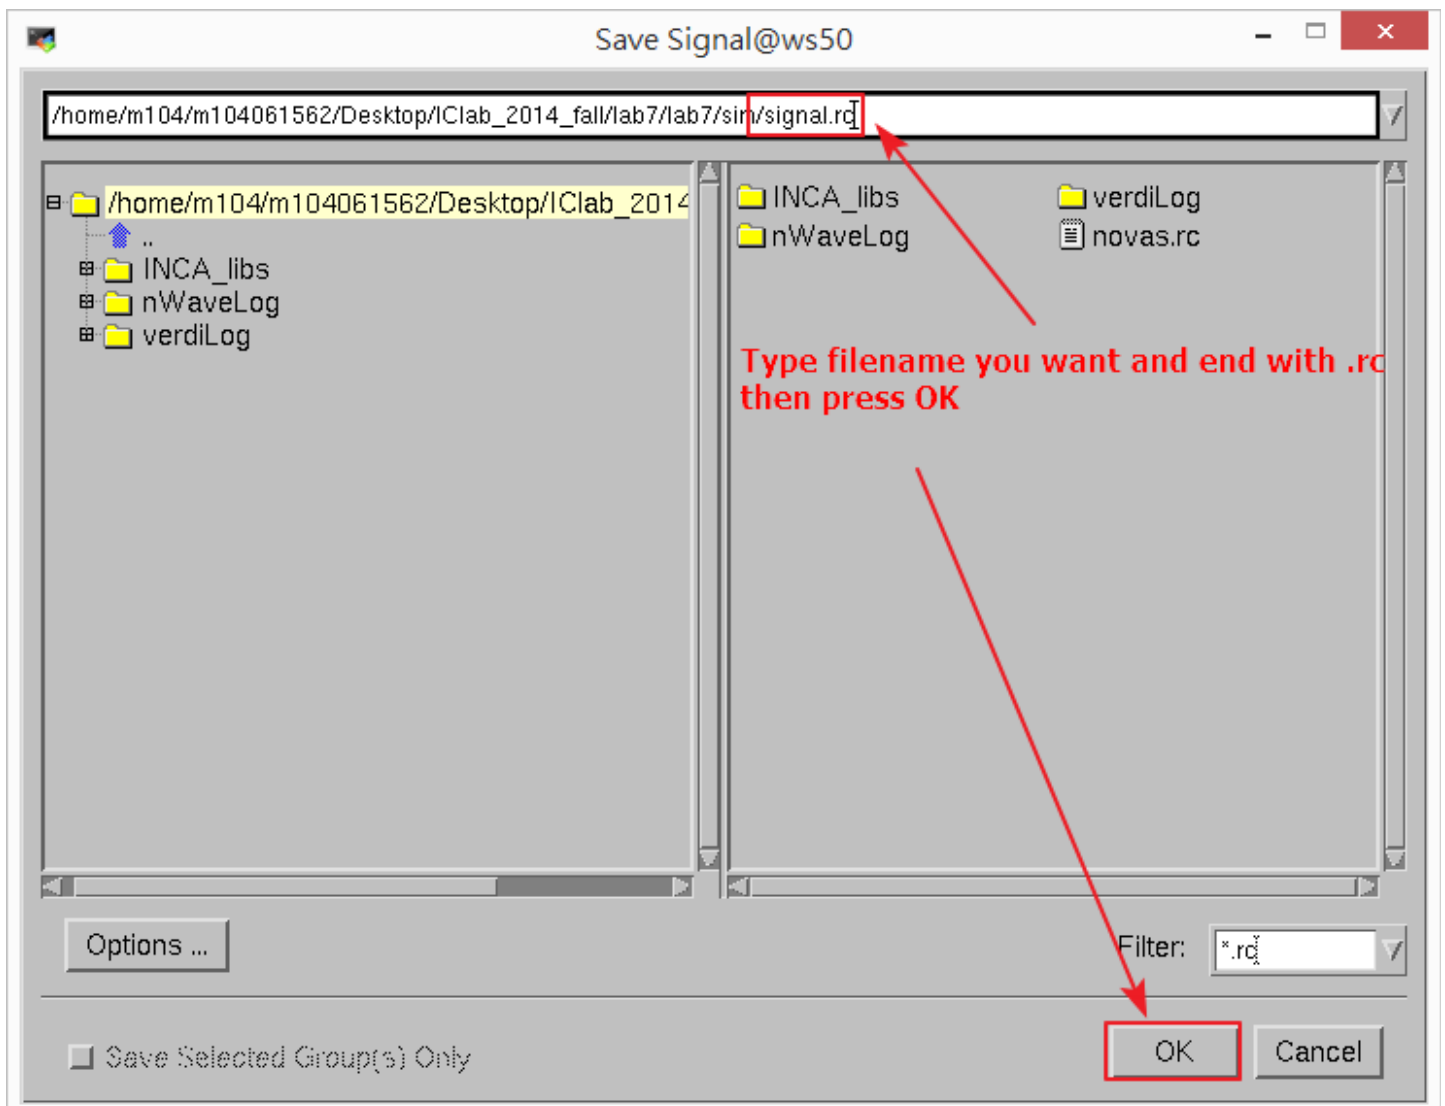 Save Signal@ws50
/home/m104/m104061562/Desktop/IClab_2014_fall/lab7/lab7/sim/signal.rc
/home/m104/m104061562/Desktop/IClab_2014
..
INCA_libs
nWaveLog
verdiLog
INCA_libs
verdiLog
nWaveLog
novas.rc
Type filename you want and end with .rc
then press OK
Options ...
Filter:
*.rc
Save Selected Group(s) Only
OK
Cancel